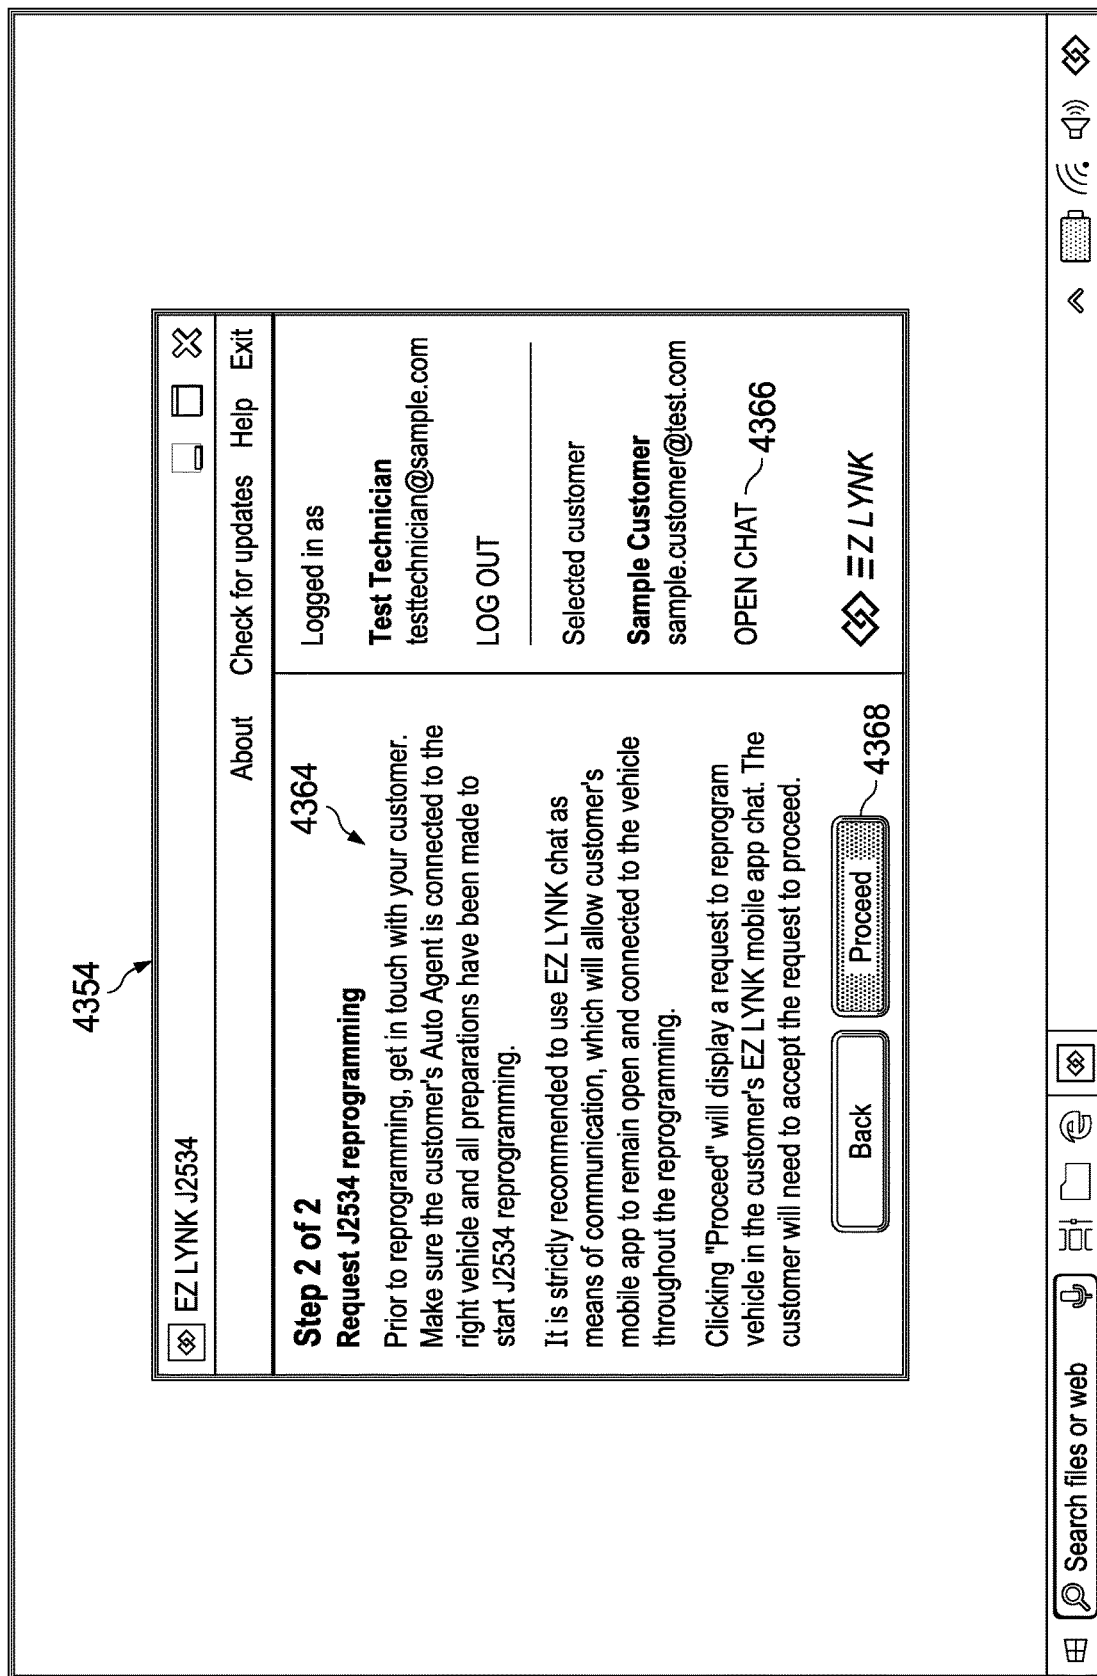 4354
EZ LYNK J2534
About Check for updates Help Exit
4364
Step 2 of 2
Request J2534 reprogramming
Prior to reprogramming, get in touch with your customer.
Make sure the customer's Auto Agent is connected to the
right vehicle and all preparations have been made to
start J2534 reprogramming.
It is strictly recommended to use EZ LYNK chat as
means of communication, which will allow customer's
mobile app to remain open and connected to the vehicle
throughout the reprogramming.
Clicking "Proceed" will display a request to reprogram
vehicle in the customer's EZ LYNK mobile app chat. The
customer will need to accept the request to proceed.
Back
Proceed
4368
Logged in as
Test Technician
testtechnician@sample.com
LOG OUT
Selected customer
Sample Customer
sample.customer@test.com
OPEN CHAT 4366
EZ LYNK
Search files or web